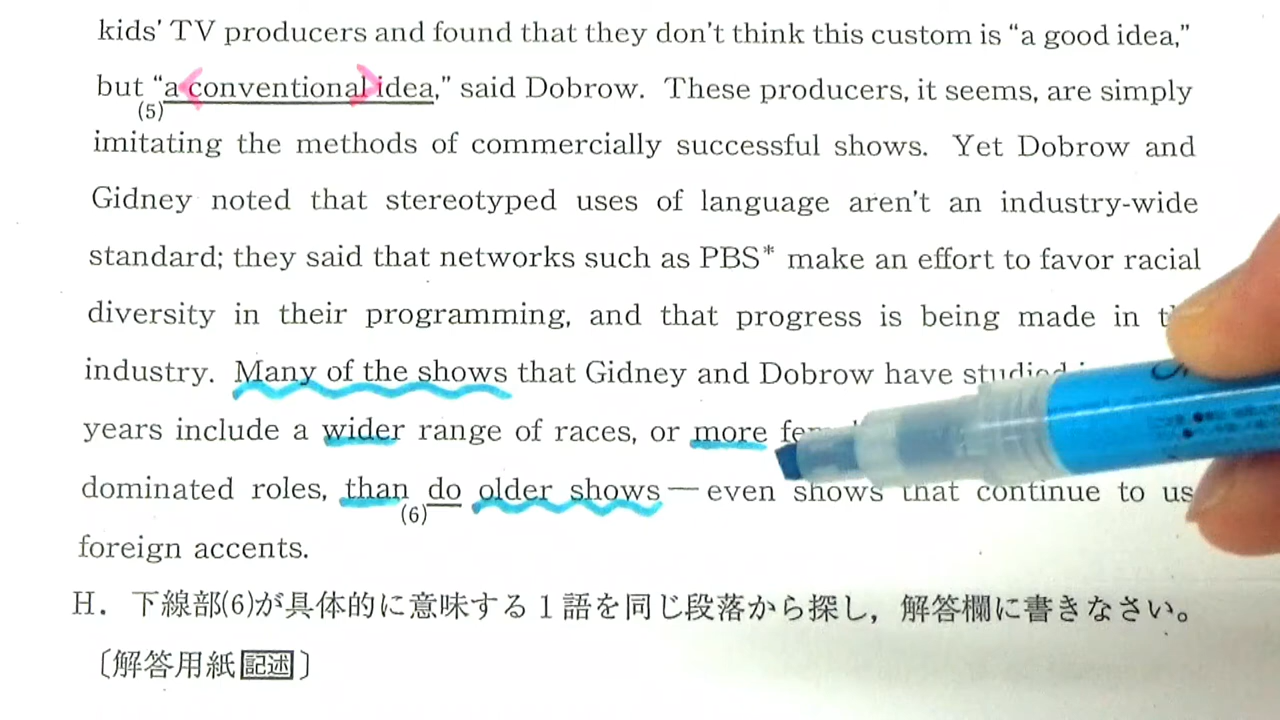 kids' TV producers and found that they don't think this custom is “a good idea,”
but “a conventional idea,” said Dobrow. These producers, it seems, are simply
(5)
imitating the methods of commercially successful shows. Yet Dobrow and
Gidney noted that stereotyped uses of language aren't an industry-wide
standard; they said that networks such as PBS* make an effort to favor racial
diversity in their programming, and that progress is being made in
industry. Many of the shows that Gidney and Dobrow have studied
years include a wider range of races, or more
dominated roles, than do older shows — even shows that continue to
(6)
foreign accents.
H. 下線部(6)が具体的に意味する1語を同じ段落から探し，解答欄に書きなさい。
〔解答用紙記述〕